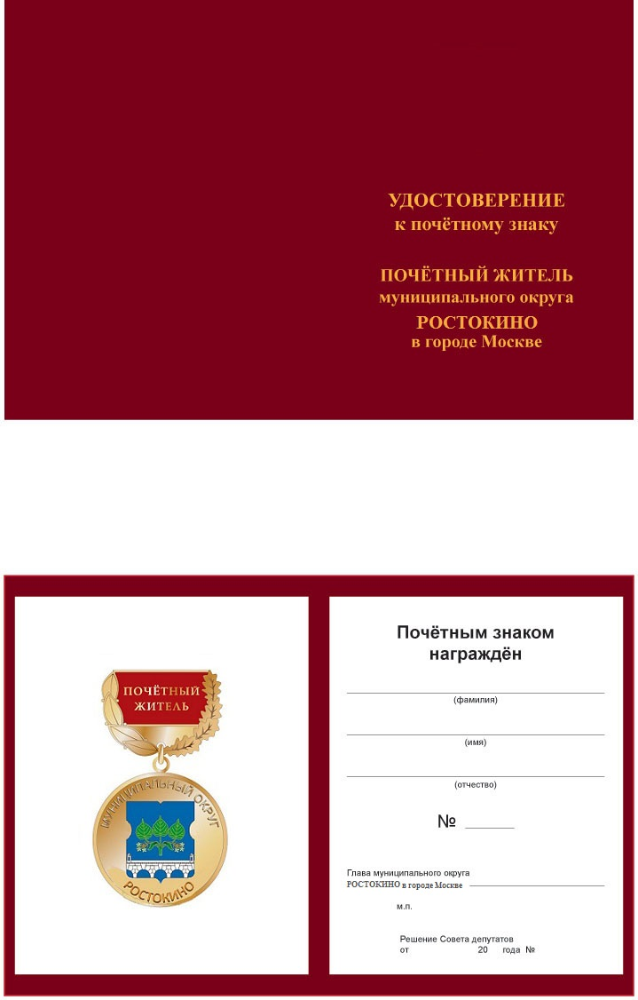 УДОСТОВЕРЕНИЕ
к почётному знаку
ПОЧЁТНЫЙ ЖИТЕЛЬ
муниципального округа
РОСТОКИНО
в городе Москве
ПОЧЁТНЫЙ
ЖИТЕЛЬ
МУНИЦИПАЛЬНЫЙ ОКРУГ
РОСТОКИНО
Почётным знаком
награждён
(фамилия)
(имя)
(отчество)
№
Глава муниципального округа
РОСТОКИНО в городе Москве
м.п.
Решение Совета депутатов
от 20 года №